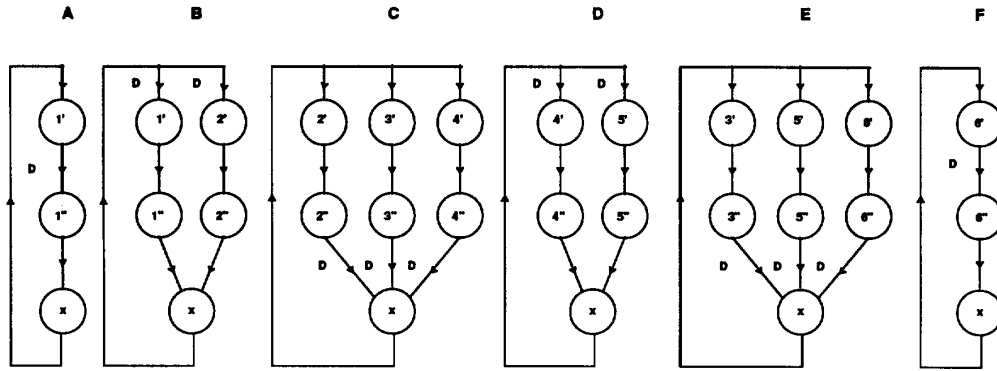 A B C D E F
D D D D
1' 1' 2' 2' 3' 4' 4' 5' 3' 5' 6' 6'
D D
1" 1" 2" 2" 3" 4" 4" 5" 3" 5" 6" 6"
D D D D D D
x x x x x x